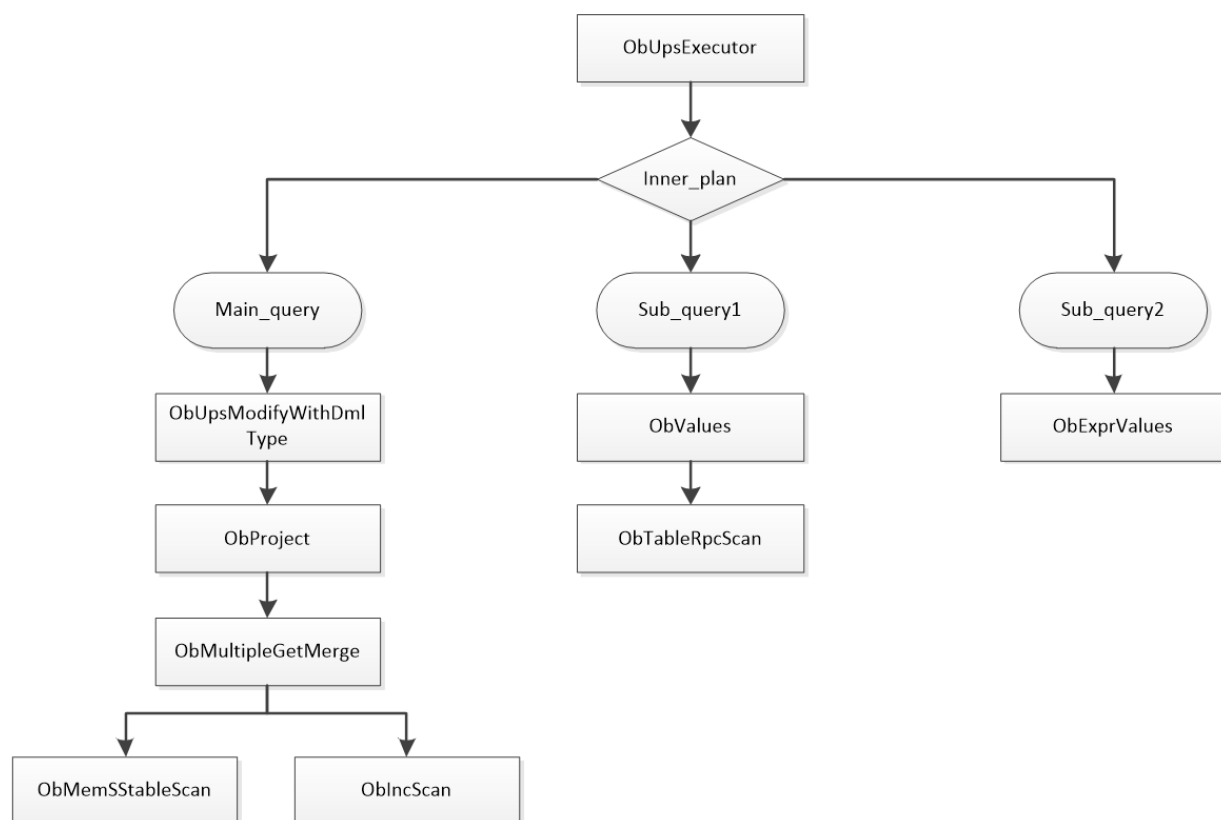 ObUpsExecutor
Inner_plan
Main_query
Sub_query1
Sub_query2
ObUpsModifyWithDml
Type
ObValues
ObExprValues
ObProject
ObTableRpcScan
ObMultipleGetMerge
ObMemSStableScan
ObIncScan